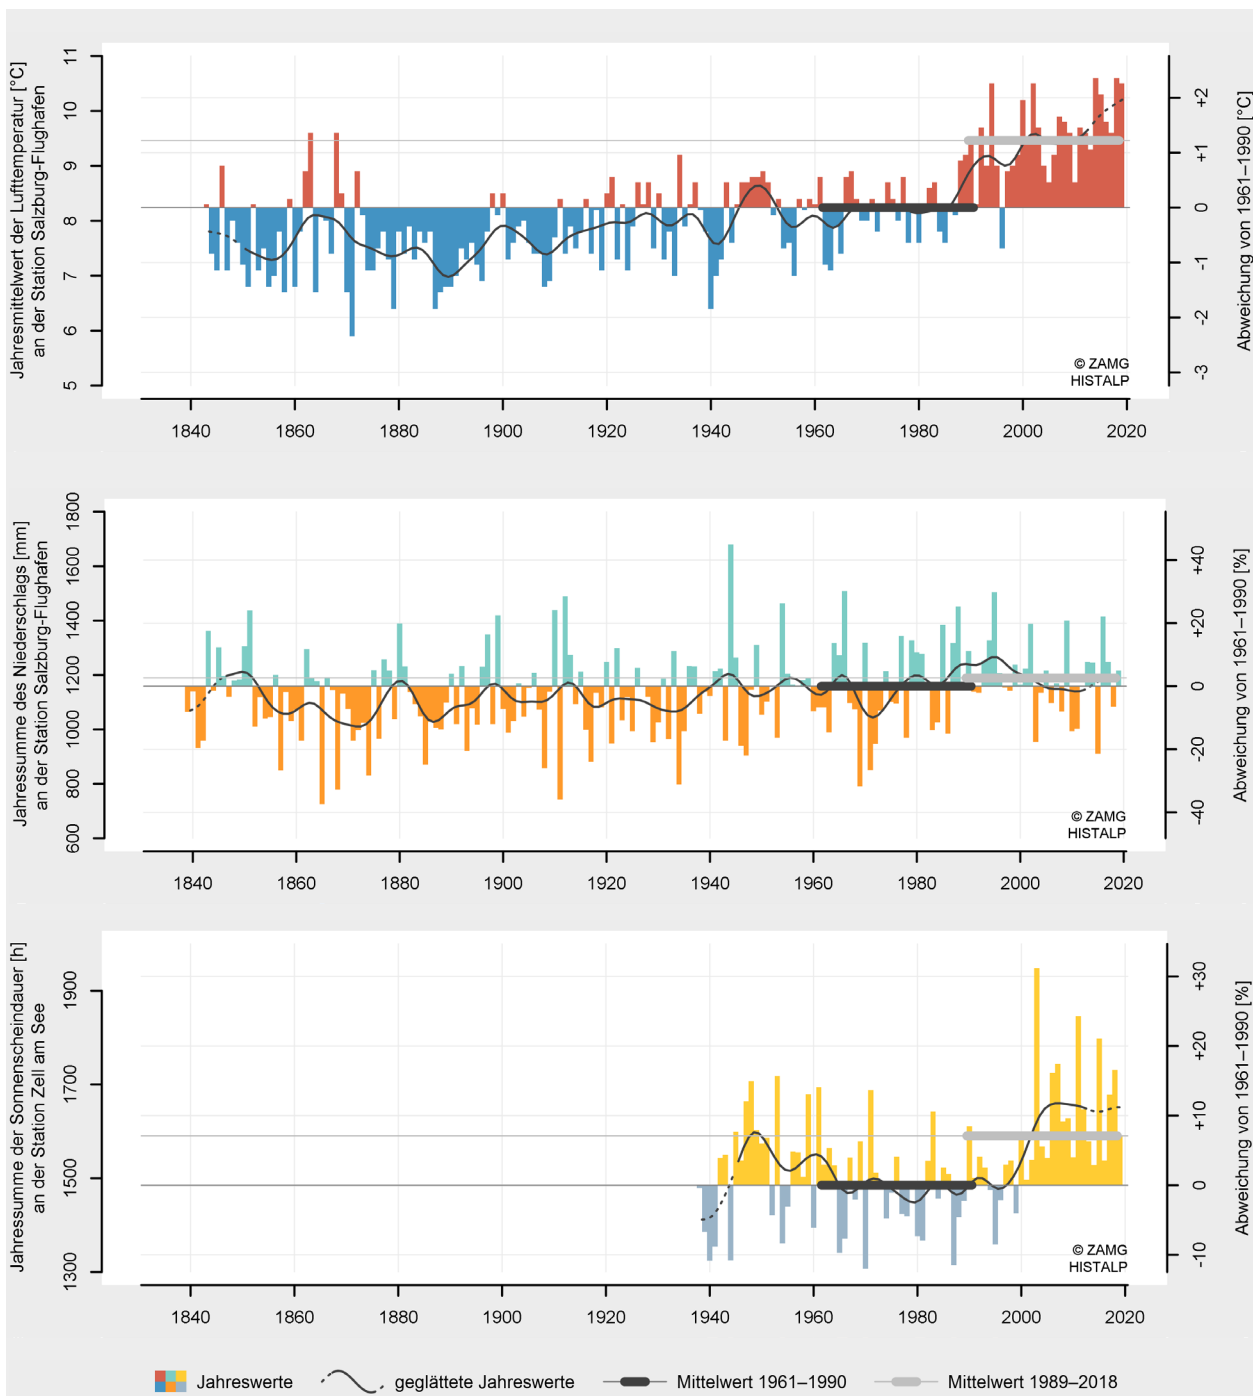 Jahresmittelwert der Lufttemperatur [°C]
an der Station Salzburg-Flughafen
11
10
9
8
7
6
5
+2
+1
0
-1
-2
-3
Abweichung von 1961–1990 [°C]
© ZAMG
HISTALP
1840 1860 1880 1900 1920 1940 1960 1980 2000 2020
Jahressumme des Niederschlags [mm]
an der Station Salzburg-Flughafen
1800
1600
1400
1200
1000
800
600
+40
+20
0
-20
-40
Abweichung von 1961–1990 [%]
© ZAMG
HISTALP
1840 1860 1880 1900 1920 1940 1960 1980 2000 2020
Jahressumme der Sonnenscheindauer [h]
an der Station Zell am See
1900
1700
1500
1300
+30
+20
+10
0
-10
Abweichung von 1961–1990 [%]
© ZAMG
HISTALP
1840 1860 1880 1900 1920 1940 1960 1980 2000 2020
Jahreswerte geglättete Jahreswerte Mittelwert 1961–1990 Mittelwert 1989–2018